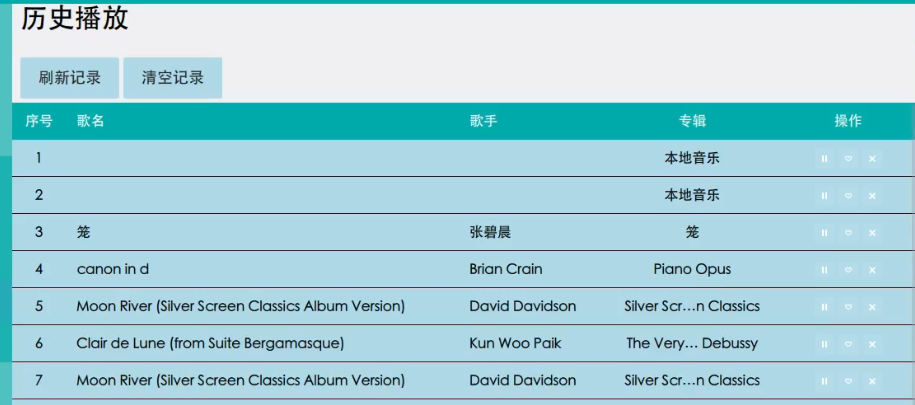 历史播放
刷新记录 清空记录
序号 歌名 歌手 专辑 操作
1 本地音乐
2 本地音乐
3 笼 张碧晨 笼
4 canon in d Brian Crain Piano Opus
5 Moon River (Silver Screen Classics Album Version) David Davidson Silver Scr...n Classics
6 Clair de Lune (from Suite Bergamasque) Kun Woo Paik The Very... Debussy
7 Moon River (Silver Screen Classics Album Version) David Davidson Silver Scr...n Classics